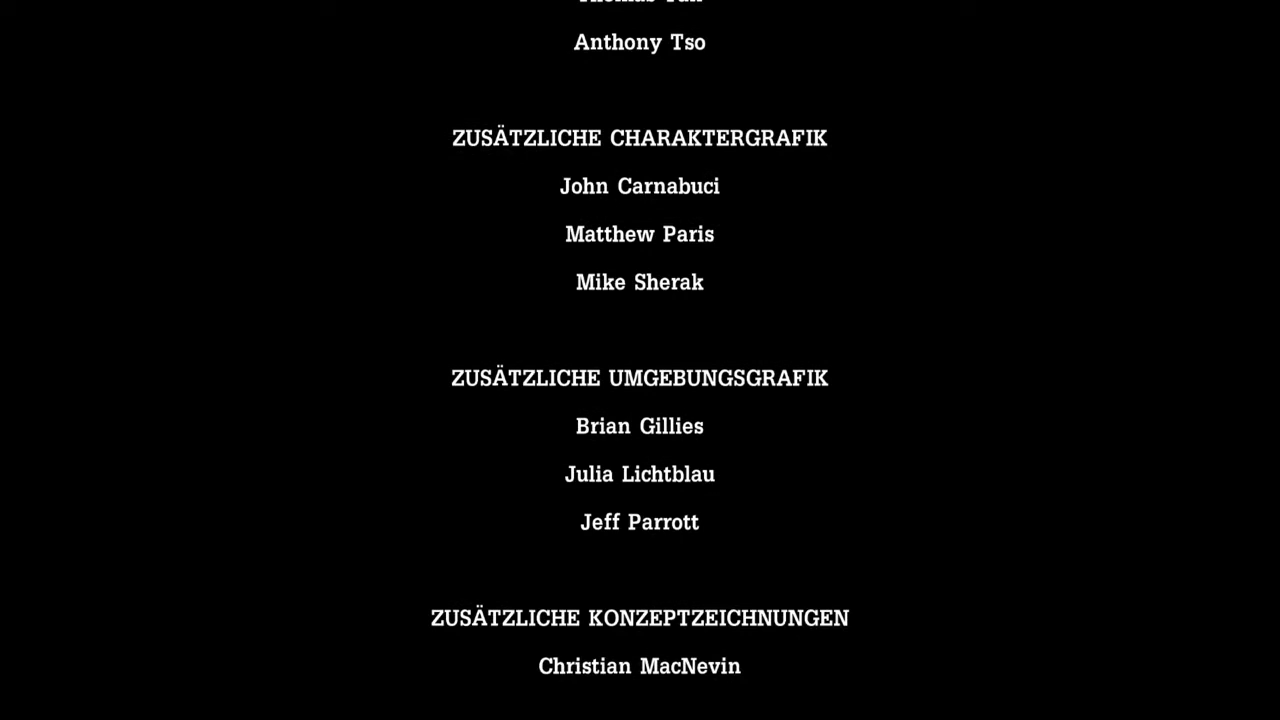 Anthony Tso
ZUSÄTZLICHE CHARAKTERGRAFIK
John Carnabuci
Matthew Paris
Mike Sherak
ZUSÄTZLICHE UMGEBUNGSGRAFIK
Brian Gillies
Julia Lichtblau
Jeff Parrott
ZUSÄTZLICHE KONZEPTZEICHNUNGEN
Christian MacNevin